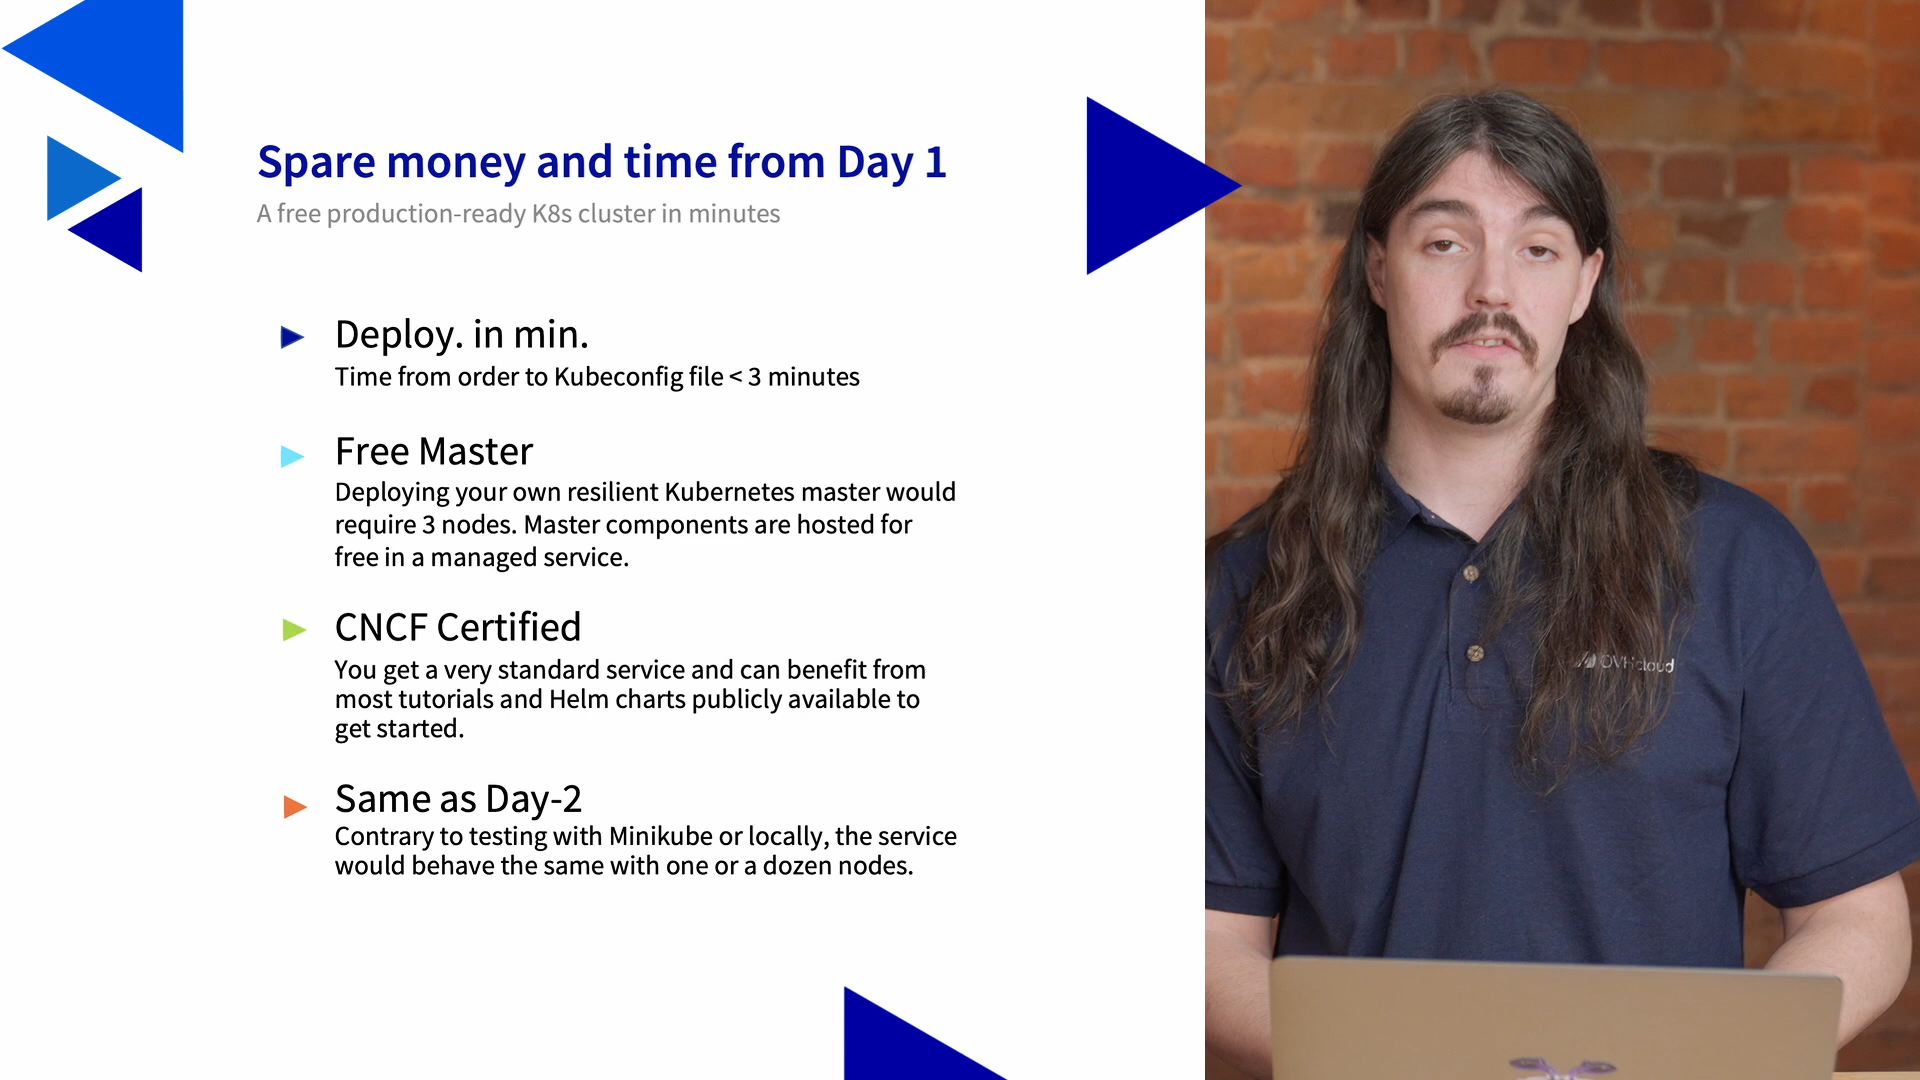 Spare money and time from Day 1
A free production-ready K8s cluster in minutes
Deploy. in min.
Time from order to Kubeconfig file < 3 minutes
Free Master
Deploying your own resilient Kubernetes master would
require 3 nodes. Master components are hosted for
free in a managed service.
CNCF Certified
You get a very standard service and can benefit from
most tutorials and Helm charts publicly available to
get started.
Same as Day-2
Contrary to testing with Minikube or locally, the service
would behave the same with one or a dozen nodes.
OVHcloud